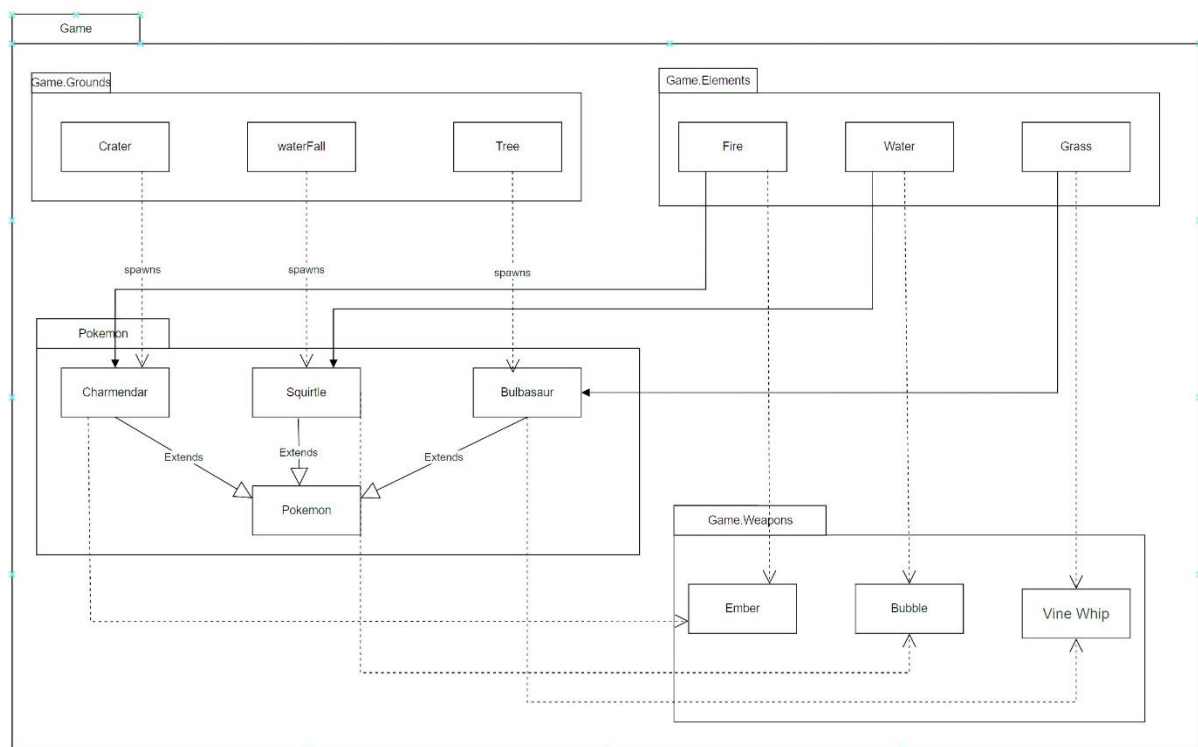 Game
Game.Grounds
Game.Elements
Crater
waterFall
Tree
Fire
Water
Grass
spawns
spawns
spawns
Pokemon
Charmendar
Squirtle
Bulbasaur
Extends
Extends
Extends
Pokemon
Game.Weapons
Ember
Bubble
Vine Whip